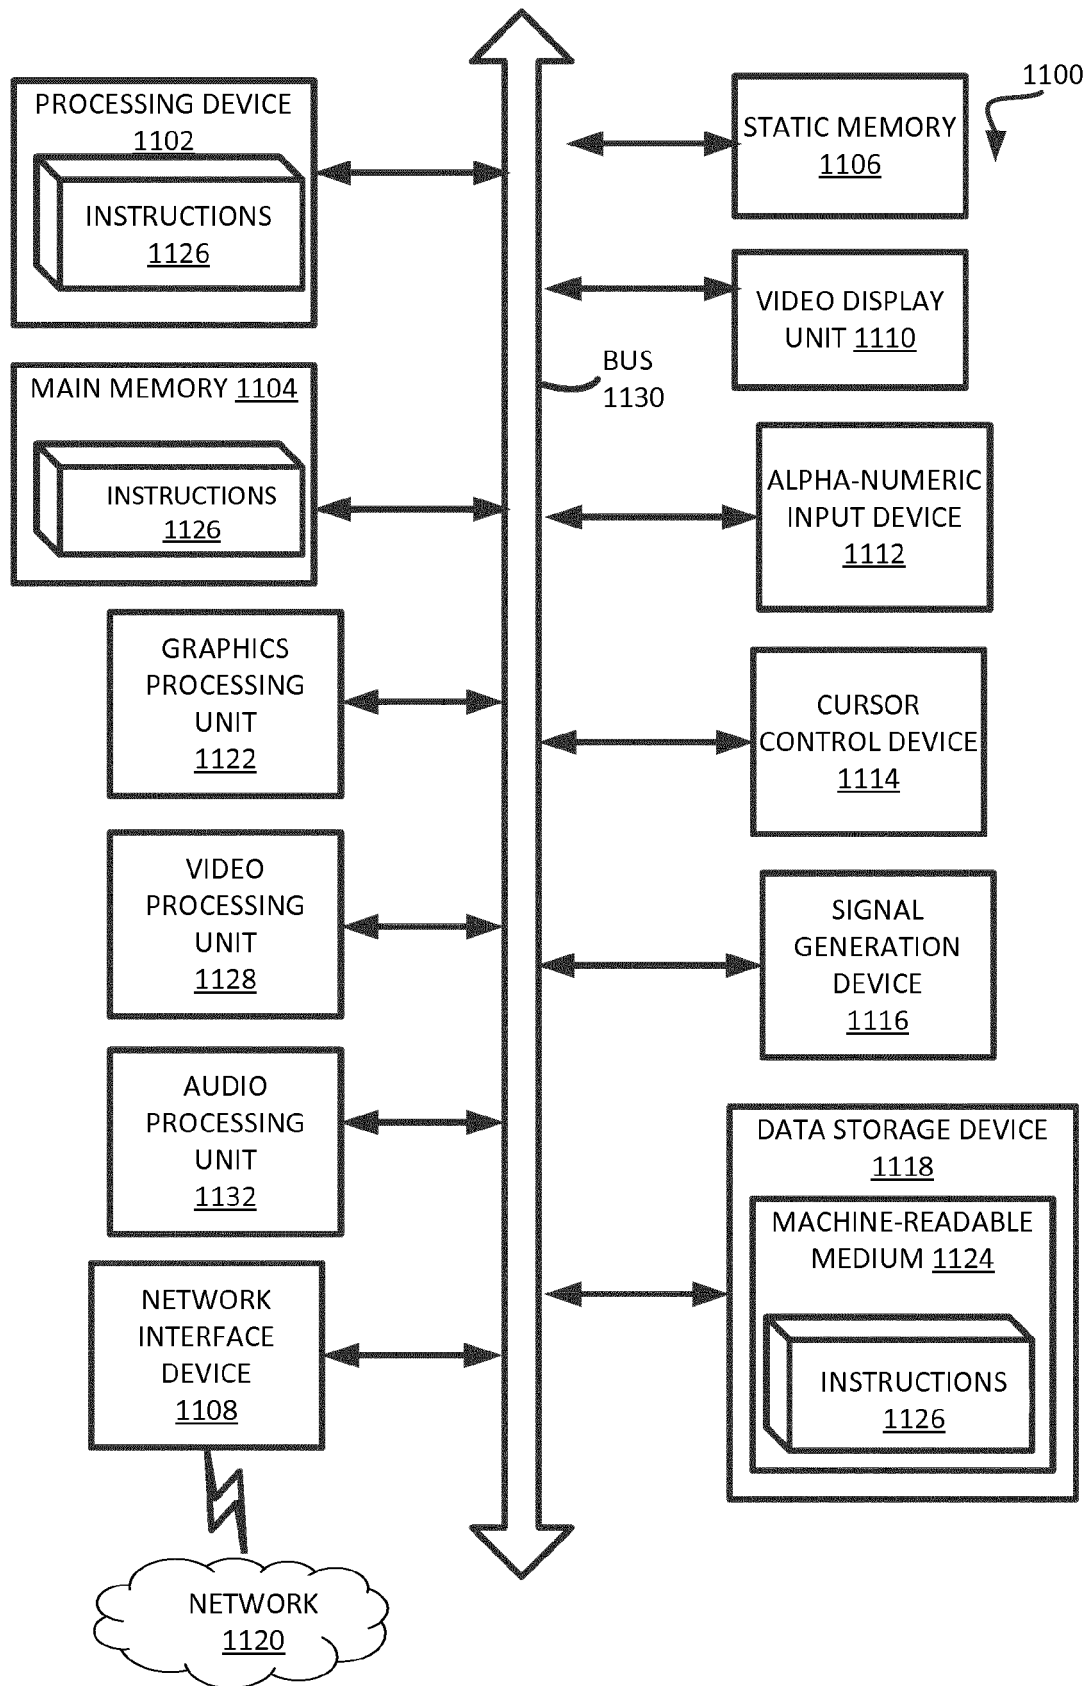 PROCESSING DEVICE
1102
INSTRUCTIONS
1126
MAIN MEMORY 1104
INSTRUCTIONS
1126
GRAPHICS
PROCESSING
UNIT
1122
VIDEO
PROCESSING
UNIT
1128
AUDIO
PROCESSING
UNIT
1132
NETWORK
INTERFACE
DEVICE
1108
NETWORK
1120
BUS
1130
1100
STATIC MEMORY
1106
VIDEO DISPLAY
UNIT 1110
ALPHA-NUMERIC
INPUT DEVICE
1112
CURSOR
CONTROL DEVICE
1114
SIGNAL
GENERATION
DEVICE
1116
DATA STORAGE DEVICE
1118
MACHINE-READABLE
MEDIUM 1124
INSTRUCTIONS
1126